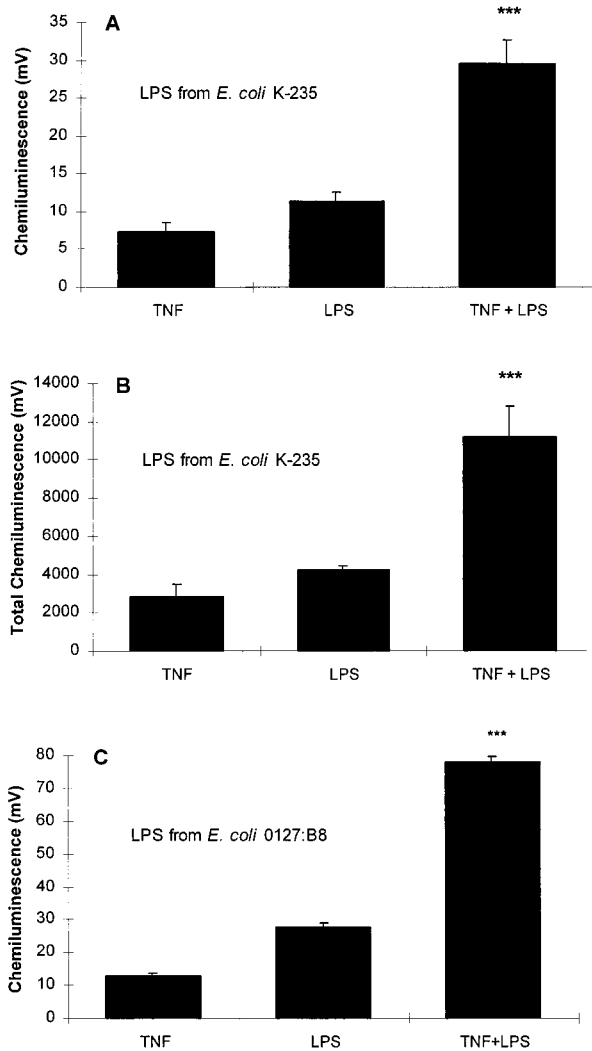 A
***
Chemiluminescence (mV)
35
30
25
20
15
10
5
0
LPS from E. coli K-235
TNF LPS TNF + LPS
B
***
Total Chemiluminescence (mV)
14000
12000
10000
8000
6000
4000
2000
0
LPS from E. coli K-235
TNF LPS TNF + LPS
C
***
Chemiluminescence (mV)
80
70
60
50
40
30
20
10
0
LPS from E. coli 0127:B8
TNF LPS TNF+LPS